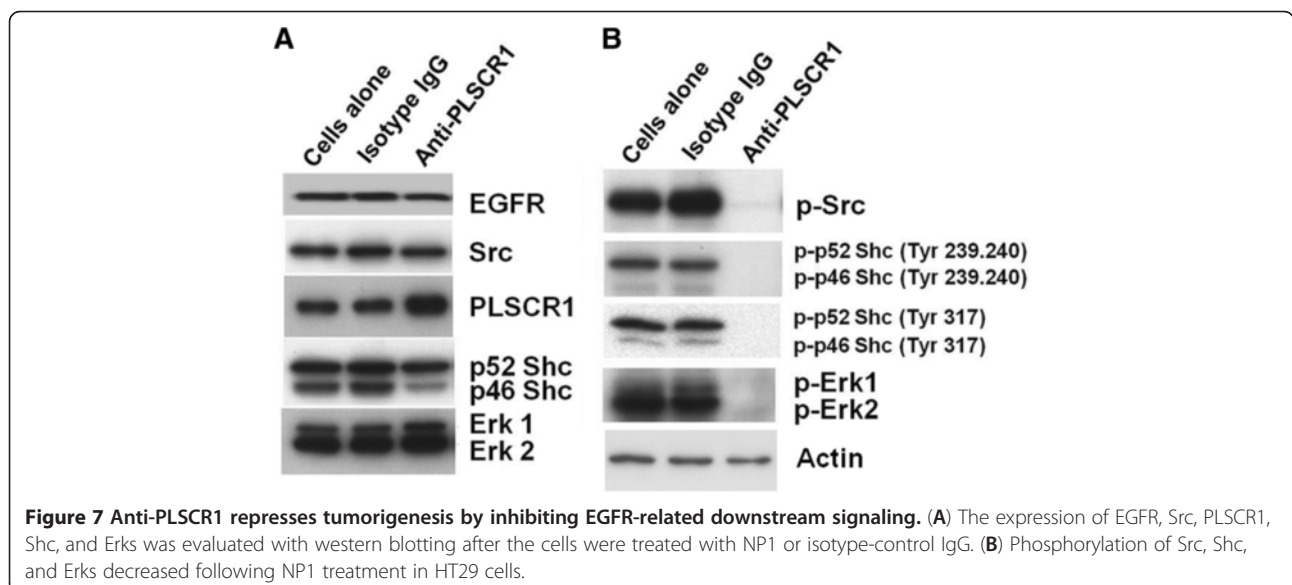 A
Cells alone
Isotype IgG
Anti-PLSCR1
EGFR
Src
PLSCR1
p52 Shc
p46 Shc
Erk 1
Erk 2
B
Cells alone
Isotype IgG
Anti-PLSCR1
p-Src
p-p52 Shc (Tyr 239.240)
p-p46 Shc (Tyr 239.240)
p-p52 Shc (Tyr 317)
p-p46 Shc (Tyr 317)
p-Erk1
p-Erk2
Actin
Figure 7 Anti-PLSCR1 represses tumorigenesis by inhibiting EGFR-related downstream signaling. (A) The expression of EGFR, Src, PLSCR1,
Shc, and Erks was evaluated with western blotting after the cells were treated with NP1 or isotype-control IgG. (B) Phosphorylation of Src, Shc,
and Erks decreased following NP1 treatment in HT29 cells.